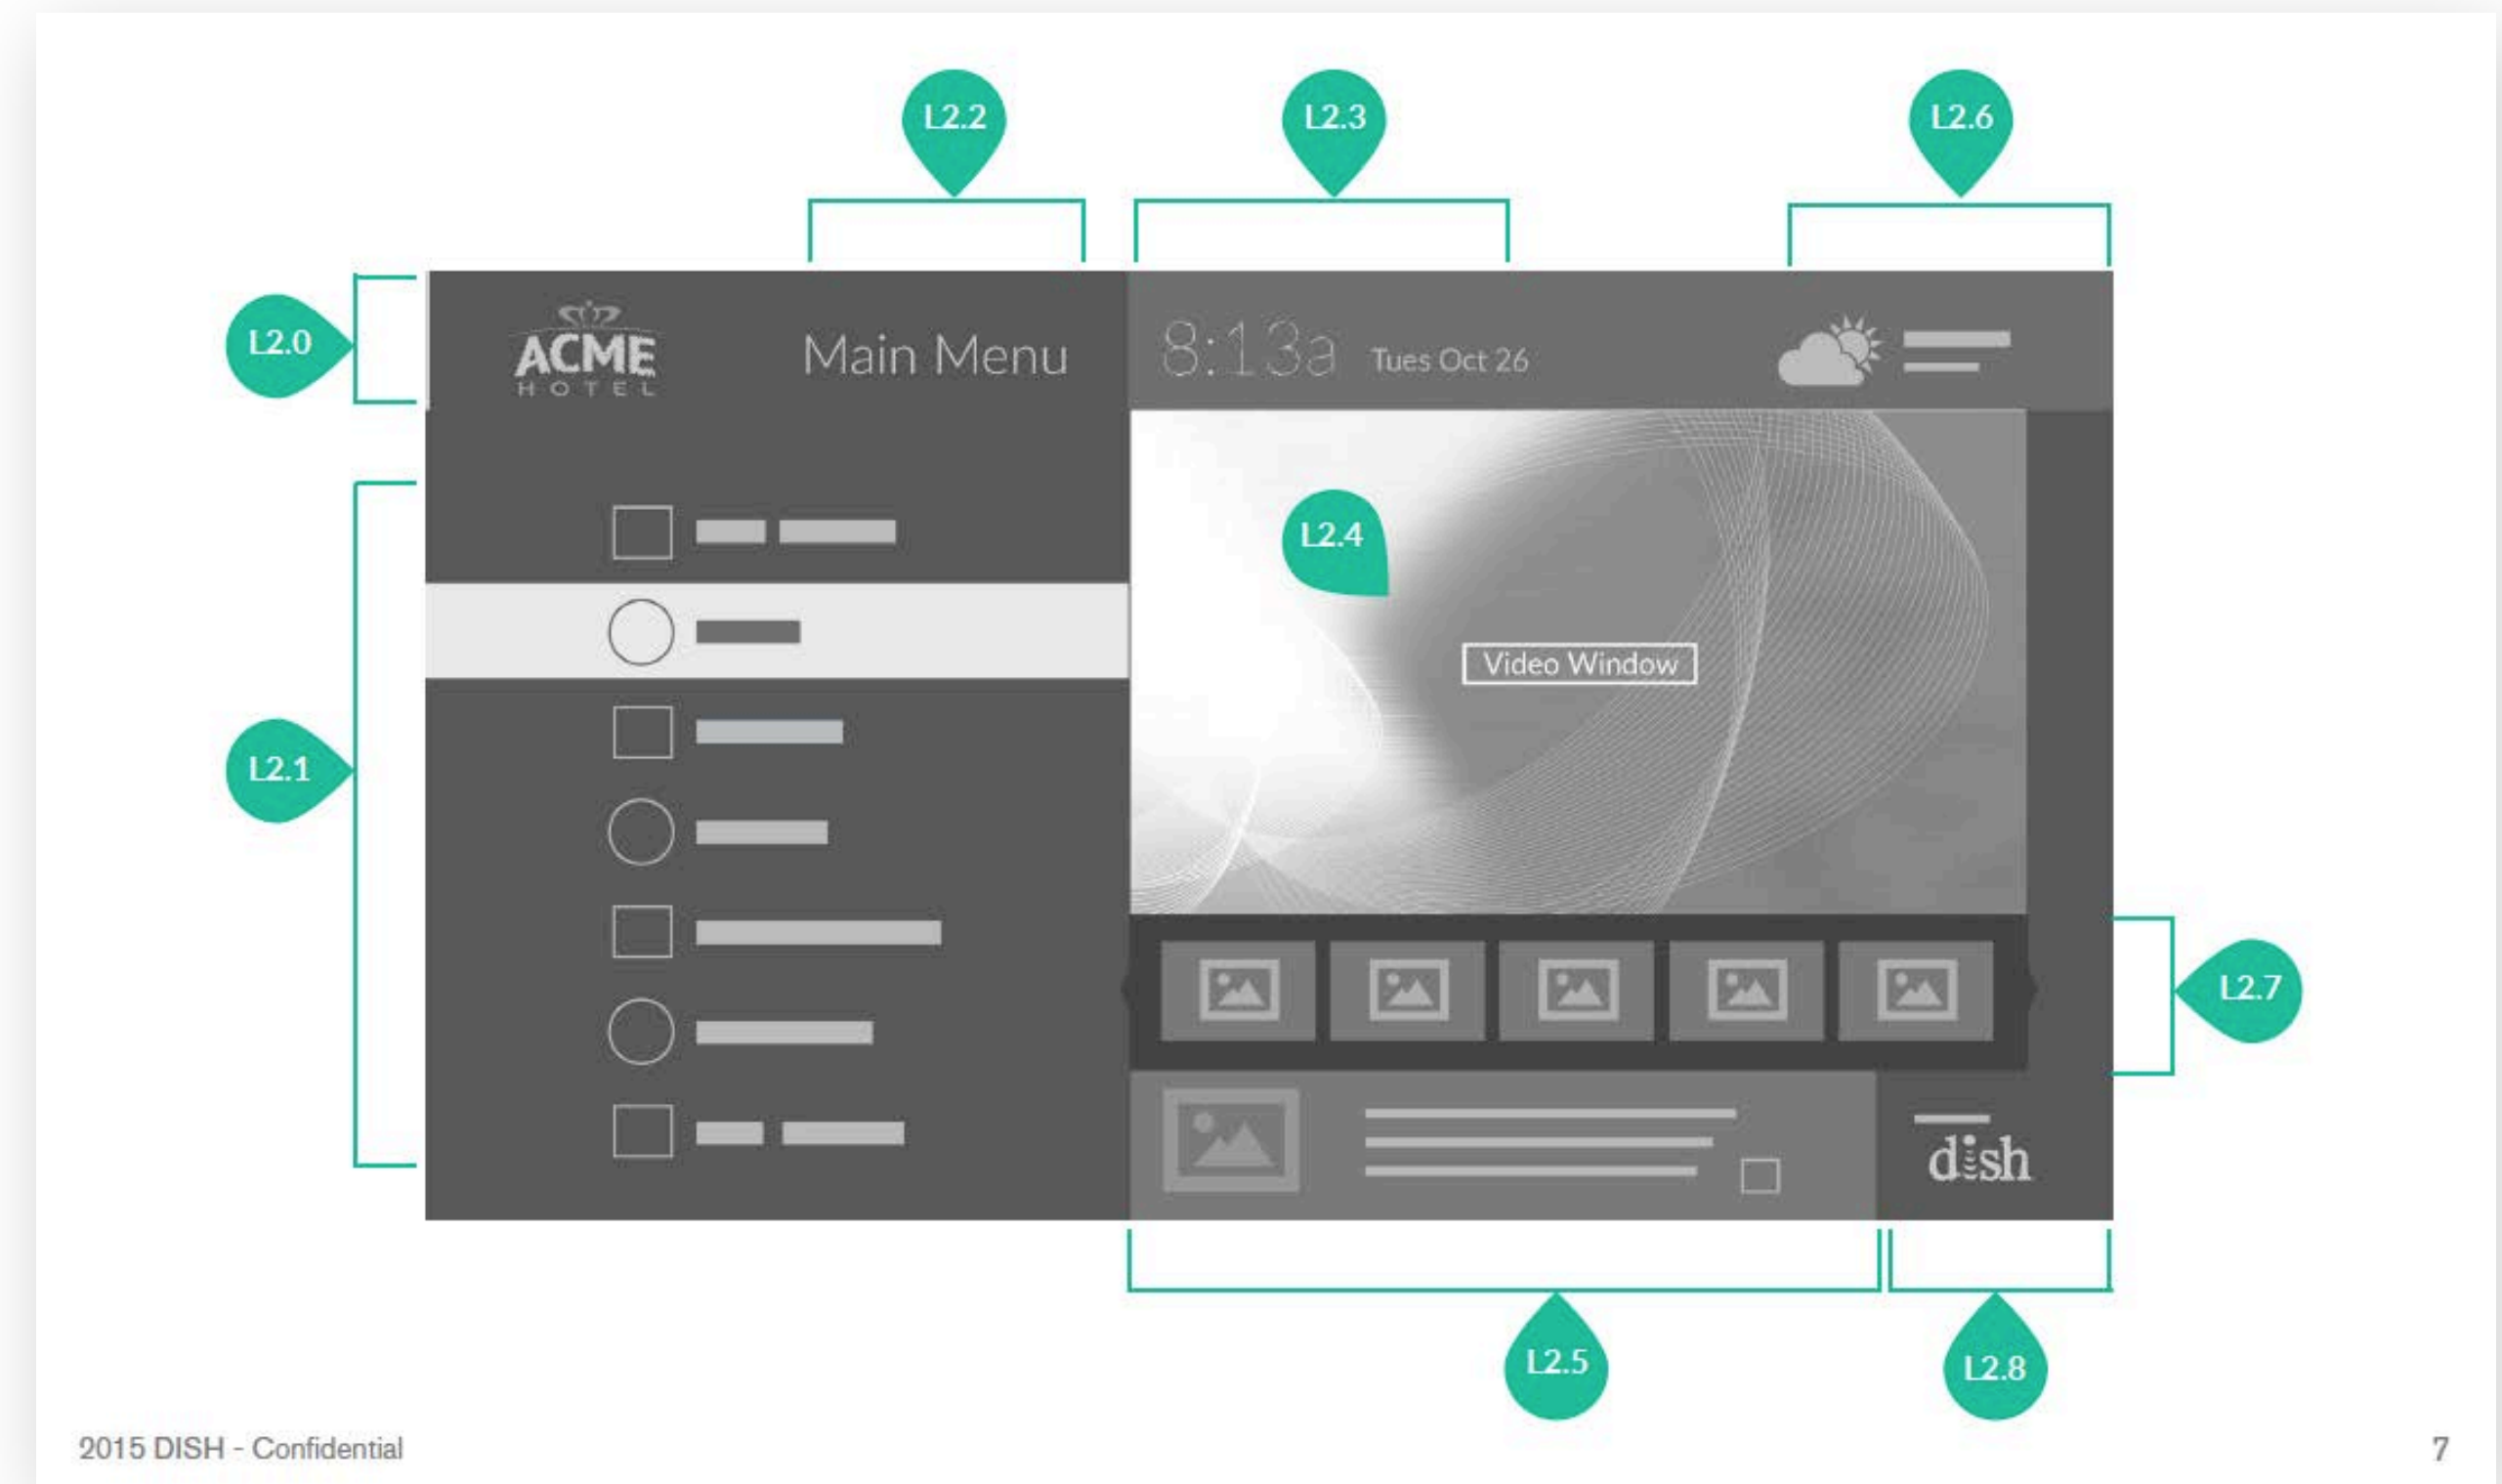 L2.2
L2.3
L2.6
L2.0
ACME
HOTEL
Main Menu
8:13a
Tues Oct 26
L2.4
Video Window
L2.1
L2.7
dish
L2.5
L2.8
2015 DISH - Confidential
7